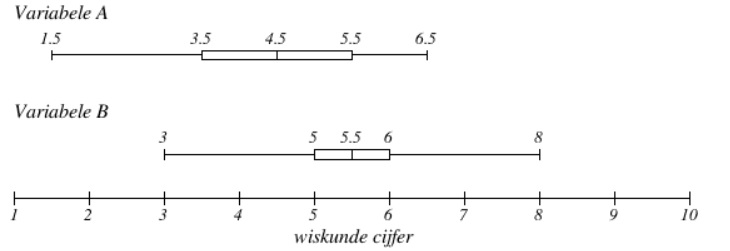 Variabele A
1.5 3.5 4.5 5.5 6.5
Variabele B
3 5 5.5 6 8
1 2 3 4 5 6 7 8 9 10
wiskunde cijfer